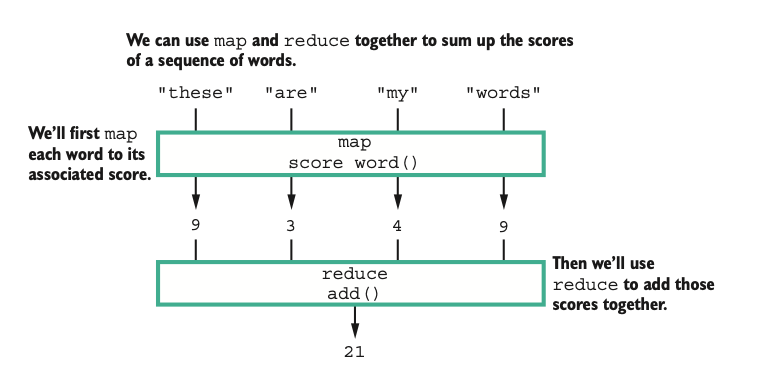 We can use map and reduce together to sum up the scores
of a sequence of words.
"these" "are" "my" "words"
We'll first map
each word to its
associated score.
map
score word()
9 3 4 9
reduce
add()
Then we'll use
reduce to add those
scores together.
21